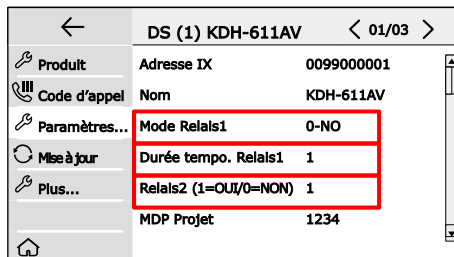 DS (1) KDH-611AV
01/03
Produit
Adresse IX 0099000001
Code d'appel
Nom KDH-611AV
Paramètres...
Mode Relais1 0-NO
Mise à jour
Durée tempo. Relais1 1
Plus...
Relais2 (1=OUI/0=NON) 1
MDP Projet 1234